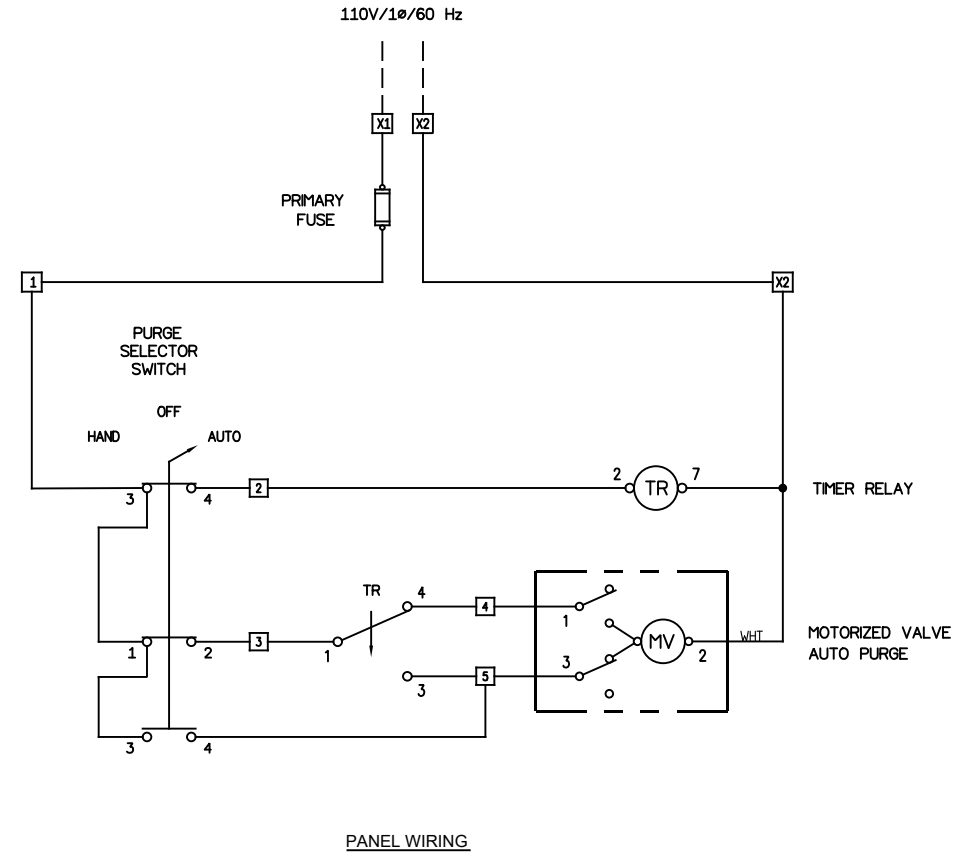 110V/1ø/60 Hz
X1 X2
PRIMARY
FUSE
1
X2
PURGE
SELECTOR
SWITCH
OFF
HAND AUTO
2 7
3 4 2 TR TIMER RELAY
TR 4
4
1
1 2 3 1 MV WHT MOTORIZED VALVE
AUTO PURGE
3 2
3 5
3 4
PANEL WIRING